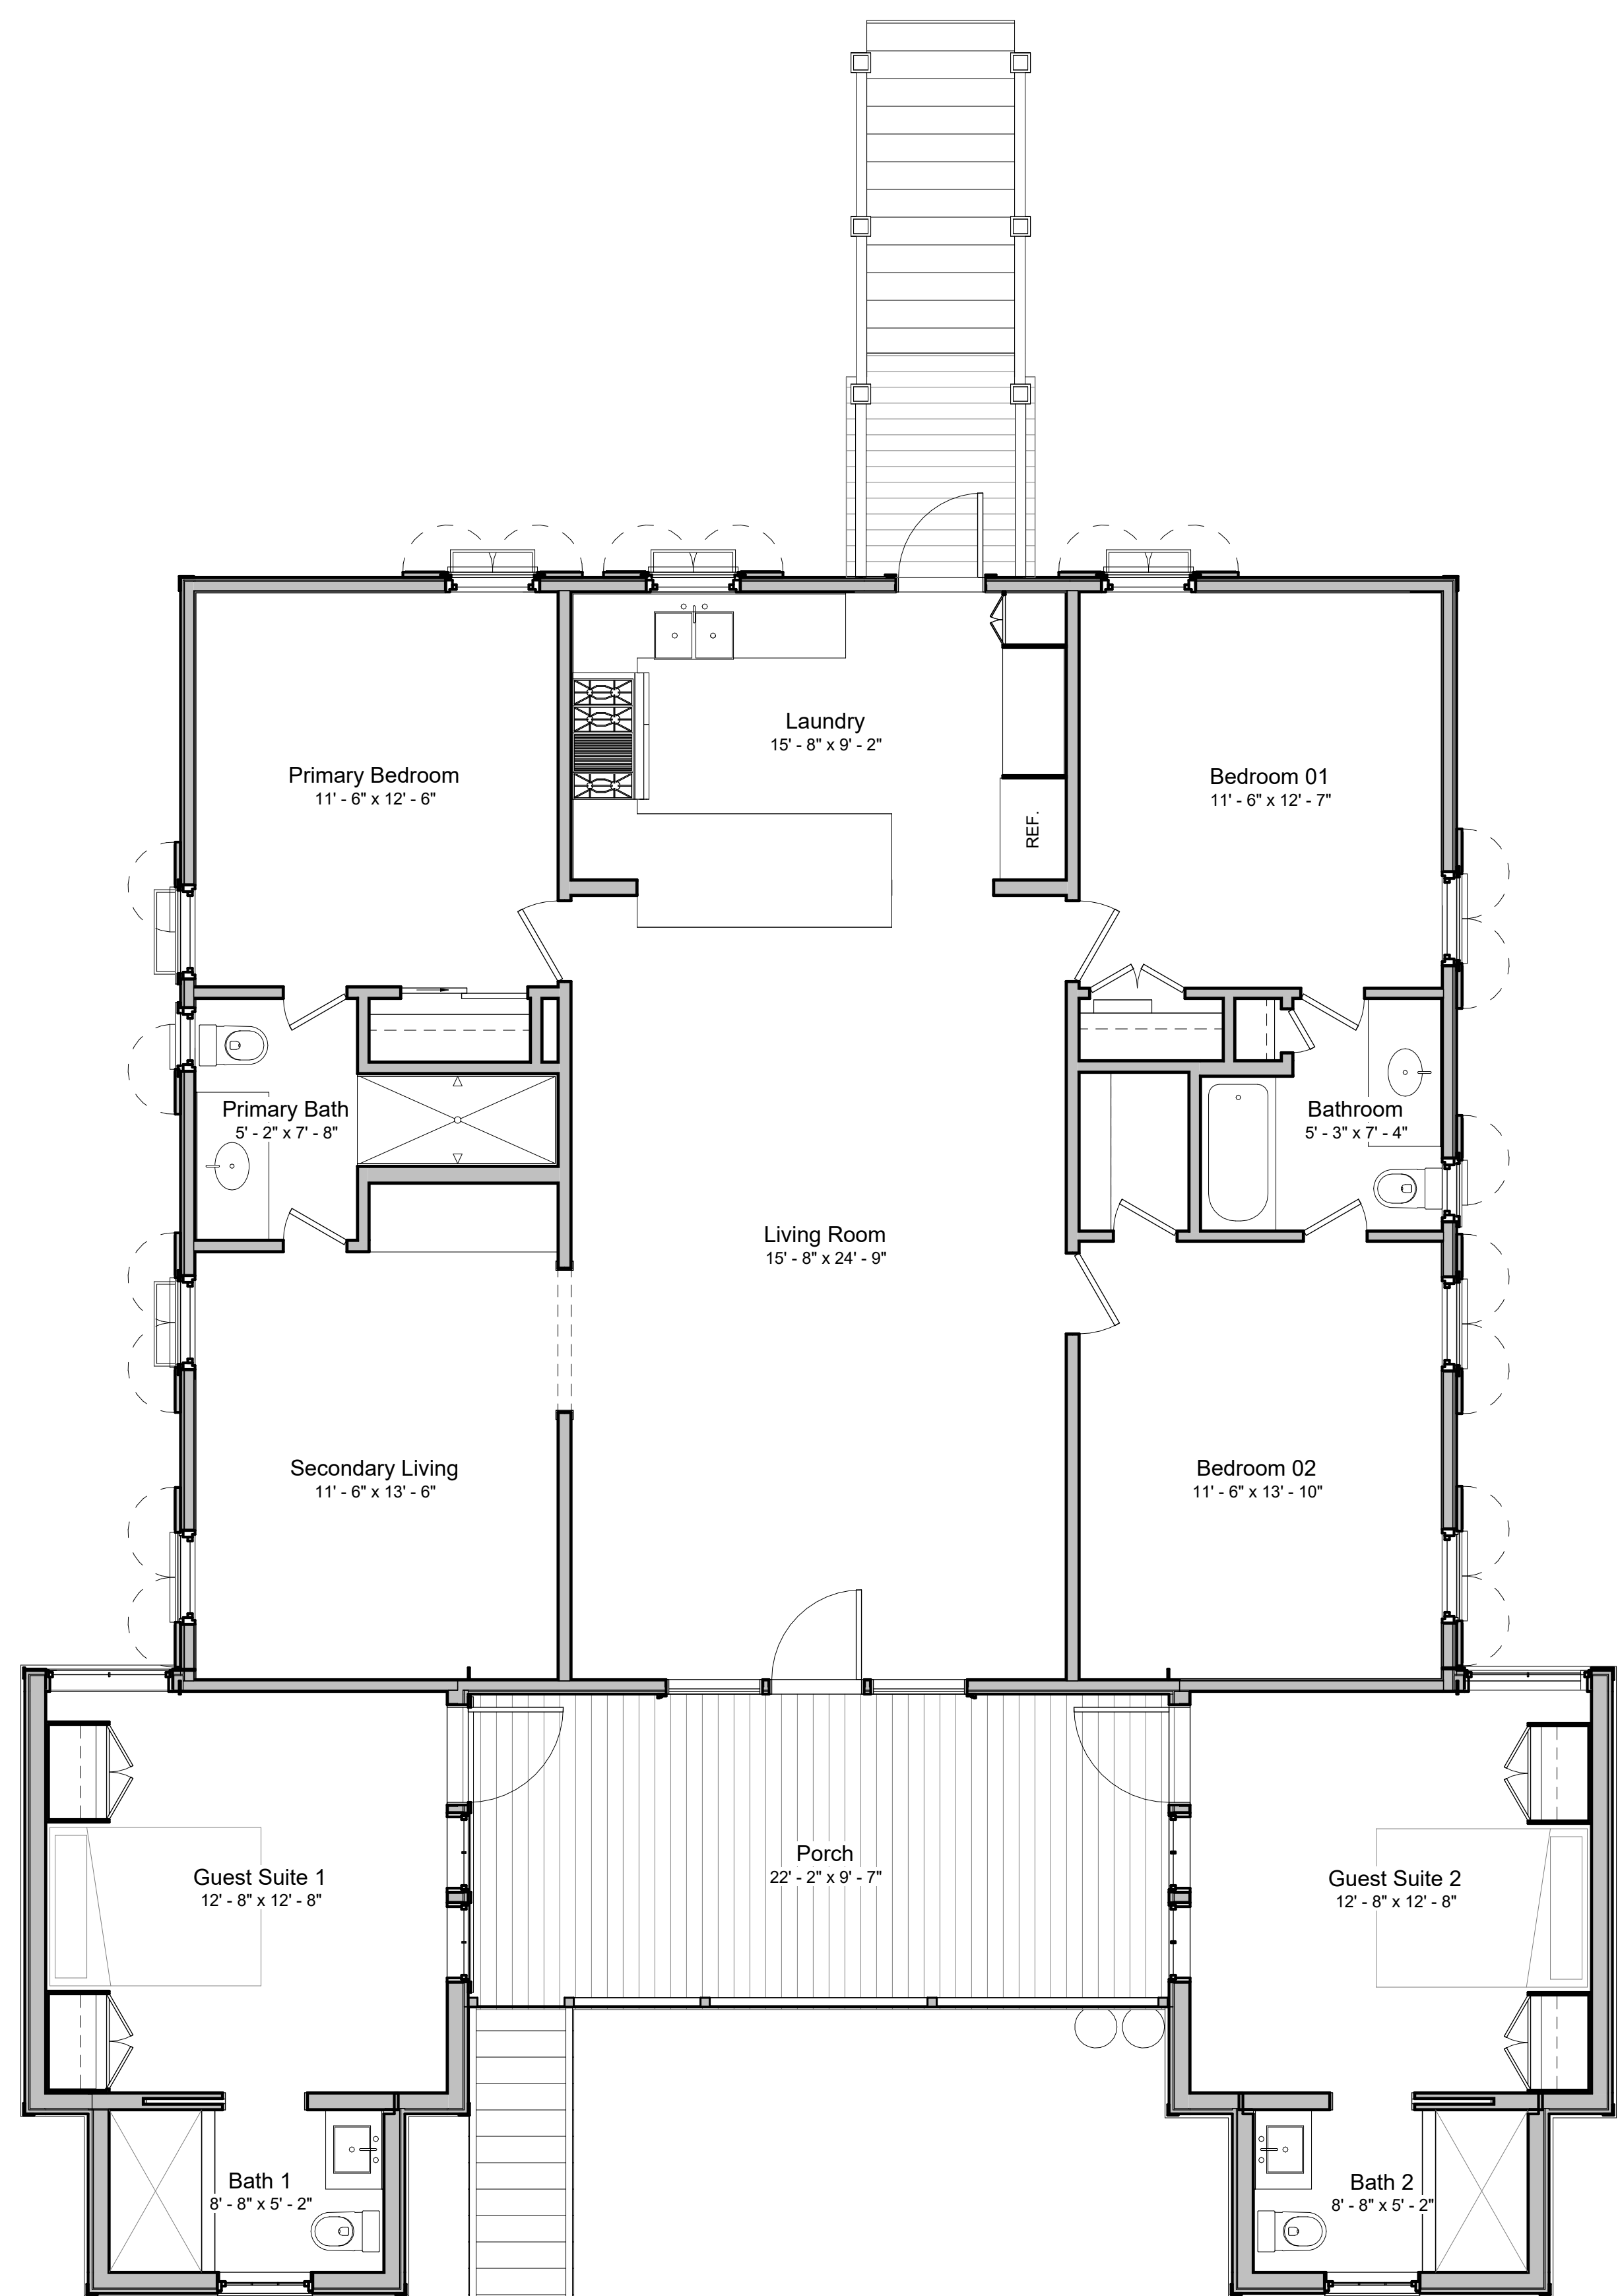 Laundry
15' - 8" x 9' - 2"
Primary Bedroom
11' - 6" x 12' - 6"
Bedroom 01
11' - 6" x 12' - 7"
REF.
Primary Bath
5' - 2" x 7' - 8"
Bathroom
5' - 3" x 7' - 4"
Living Room
15' - 8" x 24' - 9"
Secondary Living
11' - 6" x 13' - 6"
Bedroom 02
11' - 6" x 13' - 10"
Porch
22' - 2" x 9' - 7"
Guest Suite 1
12' - 8" x 12' - 8"
Guest Suite 2
12' - 8" x 12' - 8"
Bath 1
8' - 8" x 5' - 2"
Bath 2
8' - 8" x 5' - 2"